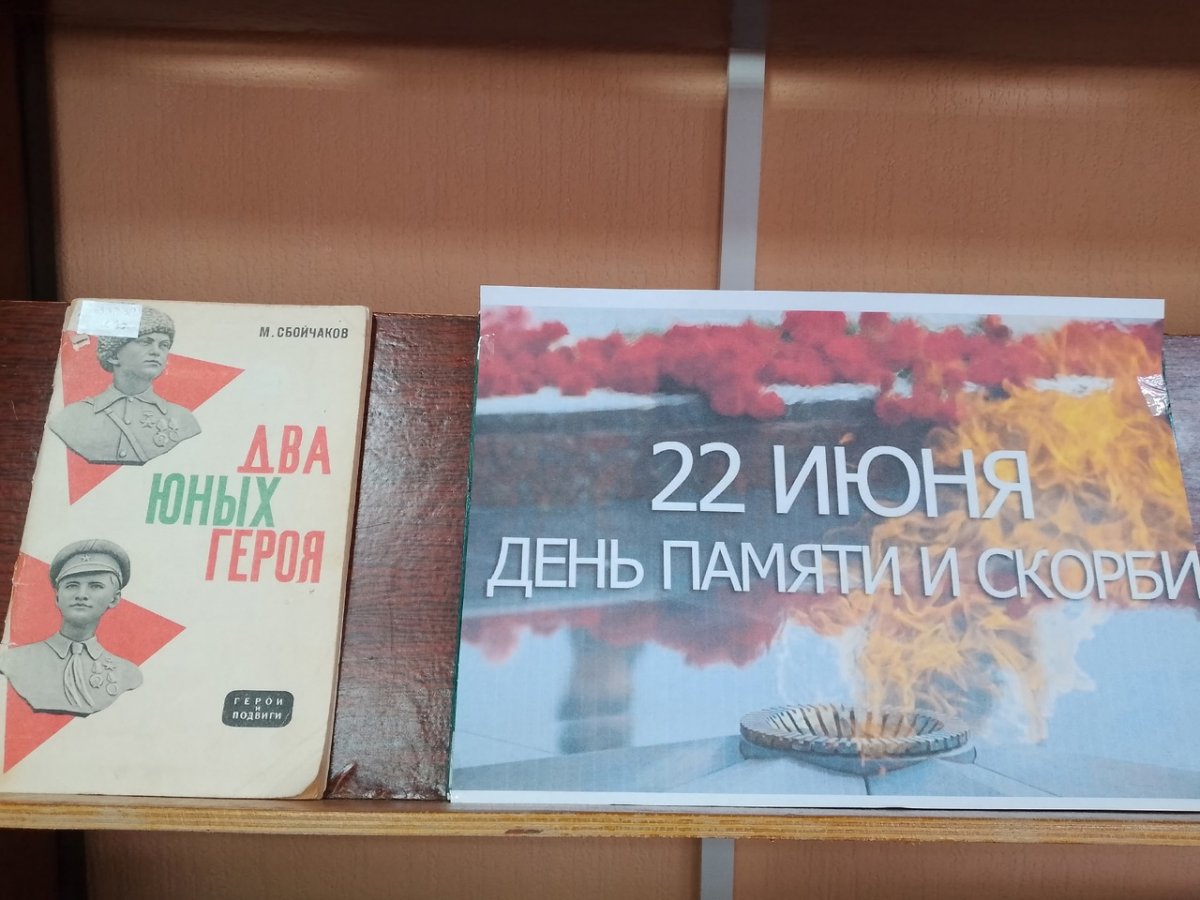 М. СБОЙЧАКОВ
ДВА
ЮНЫХ
ГЕРОЯ
ГЕРОИ
И
ПОДВИГИ
22 ИЮНЯ
ДЕНЬ ПАМЯТИ И СКОРБИ